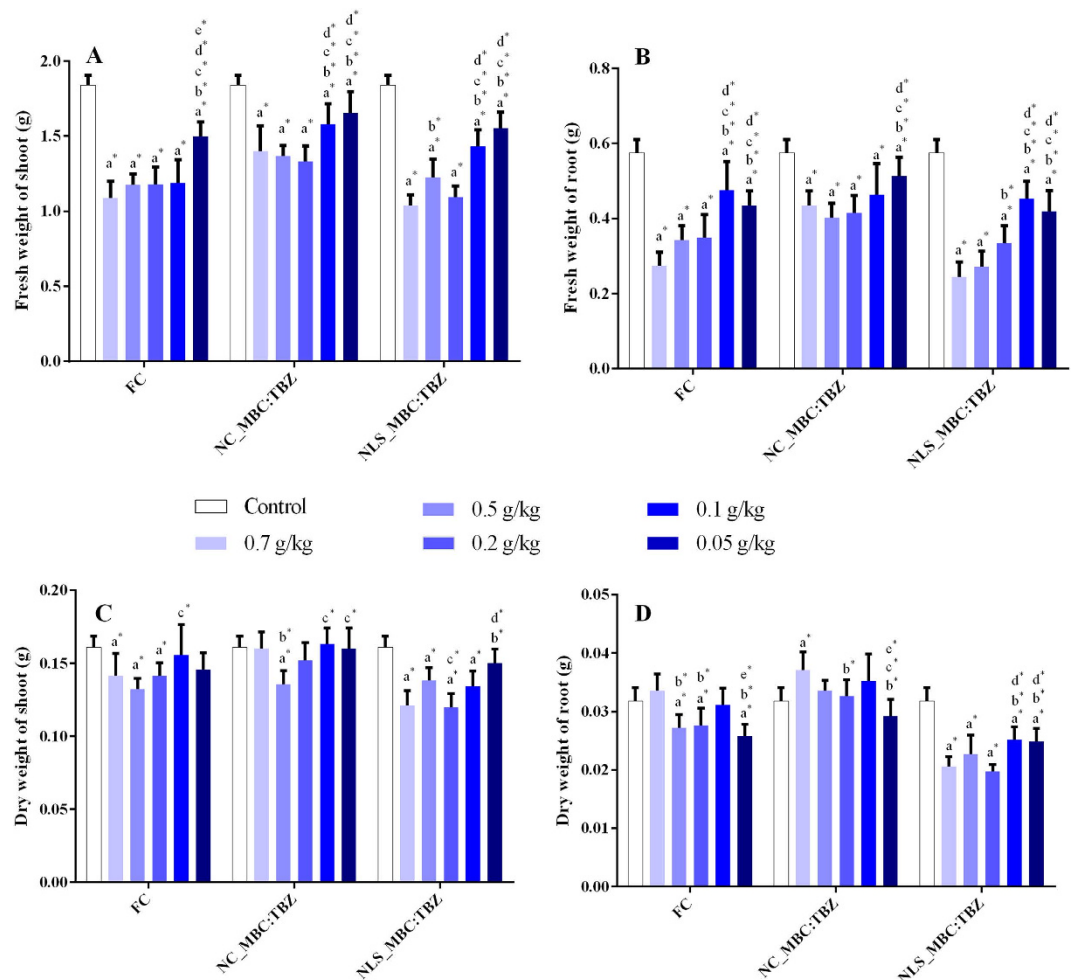 A
Fresh weight of shoot (g)
2.0
1.5
1.0
0.5
0.0
a*
a*
a*
a*
e*
d*
c*
b*
a*
a*
a*
a*
d*
c*
b*
a*
d*
c*
b*
a*
a*
b*
a*
a*
d*
c*
b*
a*
d*
c*
b*
a*
FC
NC_MBC:TBZ
NLS_MBC:TBZ
B
Fresh weight of root (g)
0.8
0.6
0.4
0.2
0.0
a*
a*
a*
d*
c*
b*
a*
d*
c*
b*
a*
a*
a*
a*
a*
d*
c*
b*
a*
a*
a*
b*
a*
d*
c*
b*
a*
d*
c*
b*
a*
FC
NC_MBC:TBZ
NLS_MBC:TBZ
Control
0.5 g/kg
0.1 g/kg
0.7 g/kg
0.2 g/kg
0.05 g/kg
C
Dry weight of shoot (g)
0.20
0.15
0.10
0.05
0.00
a*
a*
a*
c*
b*
a*
c*
c*
a*
a*
c*
a*
a*
d*
b*
FC
NC_MBC:TBZ
NLS_MBC:TBZ
D
Dry weight of root (g)
0.05
0.04
0.03
0.02
0.01
0.00
b*
a*
b*
a*
e*
b*
a*
a*
b*
e*
c*
b*
a*
a*
a*
d*
b*
a*
d*
b*
a*
FC
NC_MBC:TBZ
NLS_MBC:TBZ